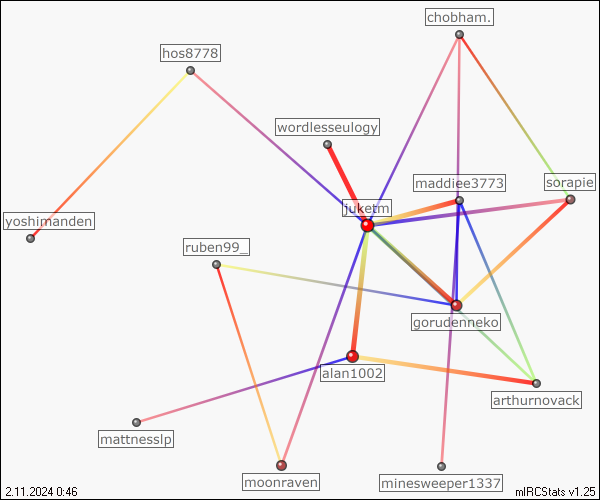 chobham.
hos8778
wordlesseulogy
maddiee3773
sorapie
jukerm
yoshimanden
ruben99_
gorudenneko
alan1002
arthurnovack
mattnesslp
moonraven
minesweeper1337
2.11.2024 0:46
mIRCStats v1.25